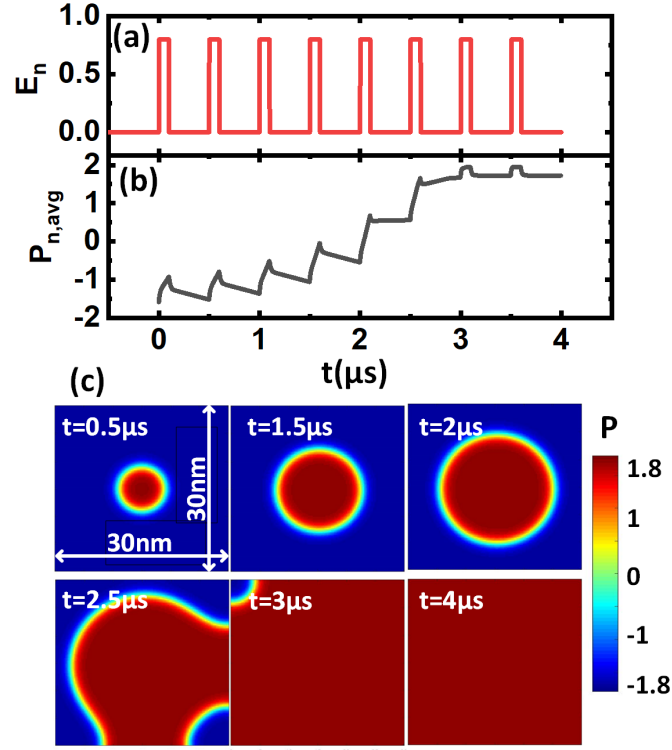 1.0
(a)
E_n
0.5
0.0
2
(b)
1
P_n,avg
0
-1
-2
0 1 2 3 4
t(μs)
(c)
t=0.5μs
t=1.5μs
t=2μs
P
30nm
30nm
1.8
1
0
-1
-1.8
t=2.5μs
t=3μs
t=4μs